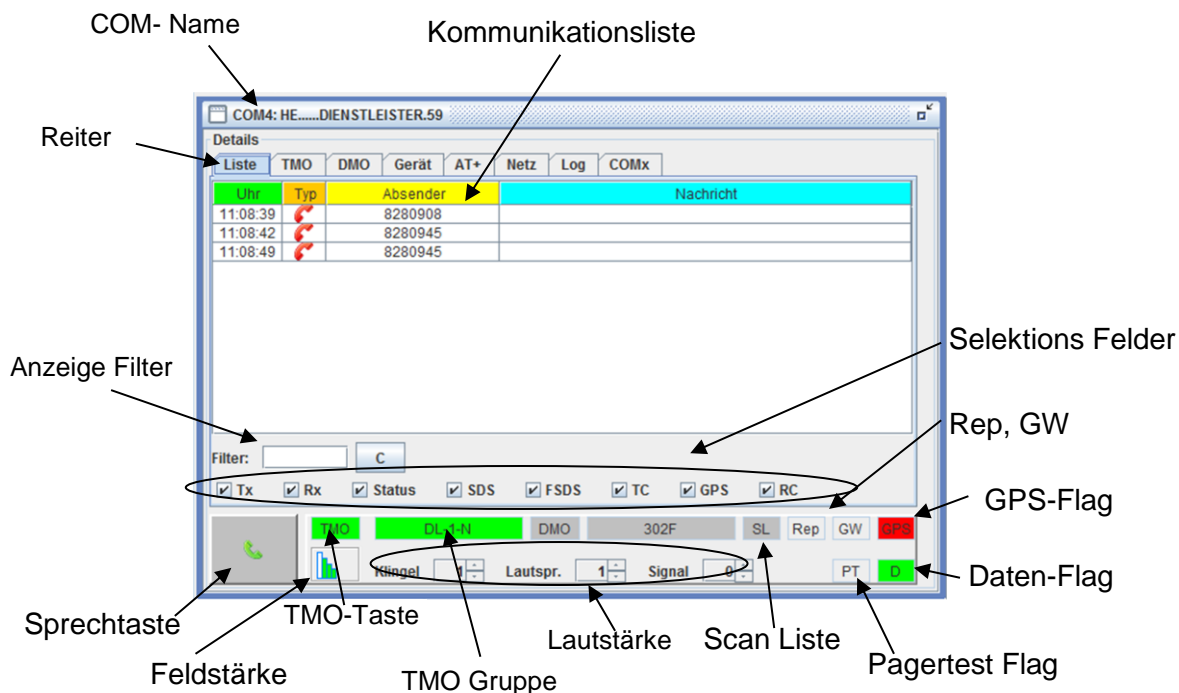 COM- Name
Kommunikationsliste
COM4: HE......DIENSTLEISTER.59
Reiter
Details
Liste TMO DMO Gerät AT+ Netz Log COMx
Uhr Typ Absender Nachricht
11:08:39 8280908
11:08:42 8280945
11:08:49 8280945
Selektions Felder
Anzeige Filter
Rep, GW
Filter: C
Tx Rx Status SDS FSDS TC GPS RC
GPS-Flag
TMO DL-1-N DMO 302F SL Rep GW GPS
Klingel 1 Lautspr. 1 Signal 0 PT D
Daten-Flag
Sprechtaste
TMO-Taste
Lautstärke
Scan Liste
Pagertest Flag
Feldstärke
TMO Gruppe